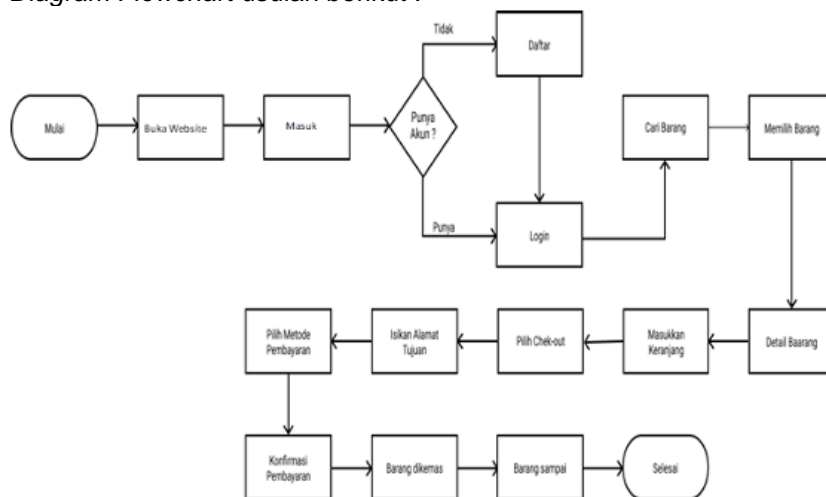 Diagram Flowchart usulan berikut :
Tidak
Daftar
Mulai
Buka Website
Masuk
Punya
Akun ?
Cari Barang
Memilih Barang
Punya
Login
Pilih Metode
Pembayaran
Isikan Alamat
Tujuan
Pilih Chek-out
Masukkan
Keranjang
Detail Baarang
Konfirmasi
Pembayaran
Barang dikemas
Barang sampai
Selesai